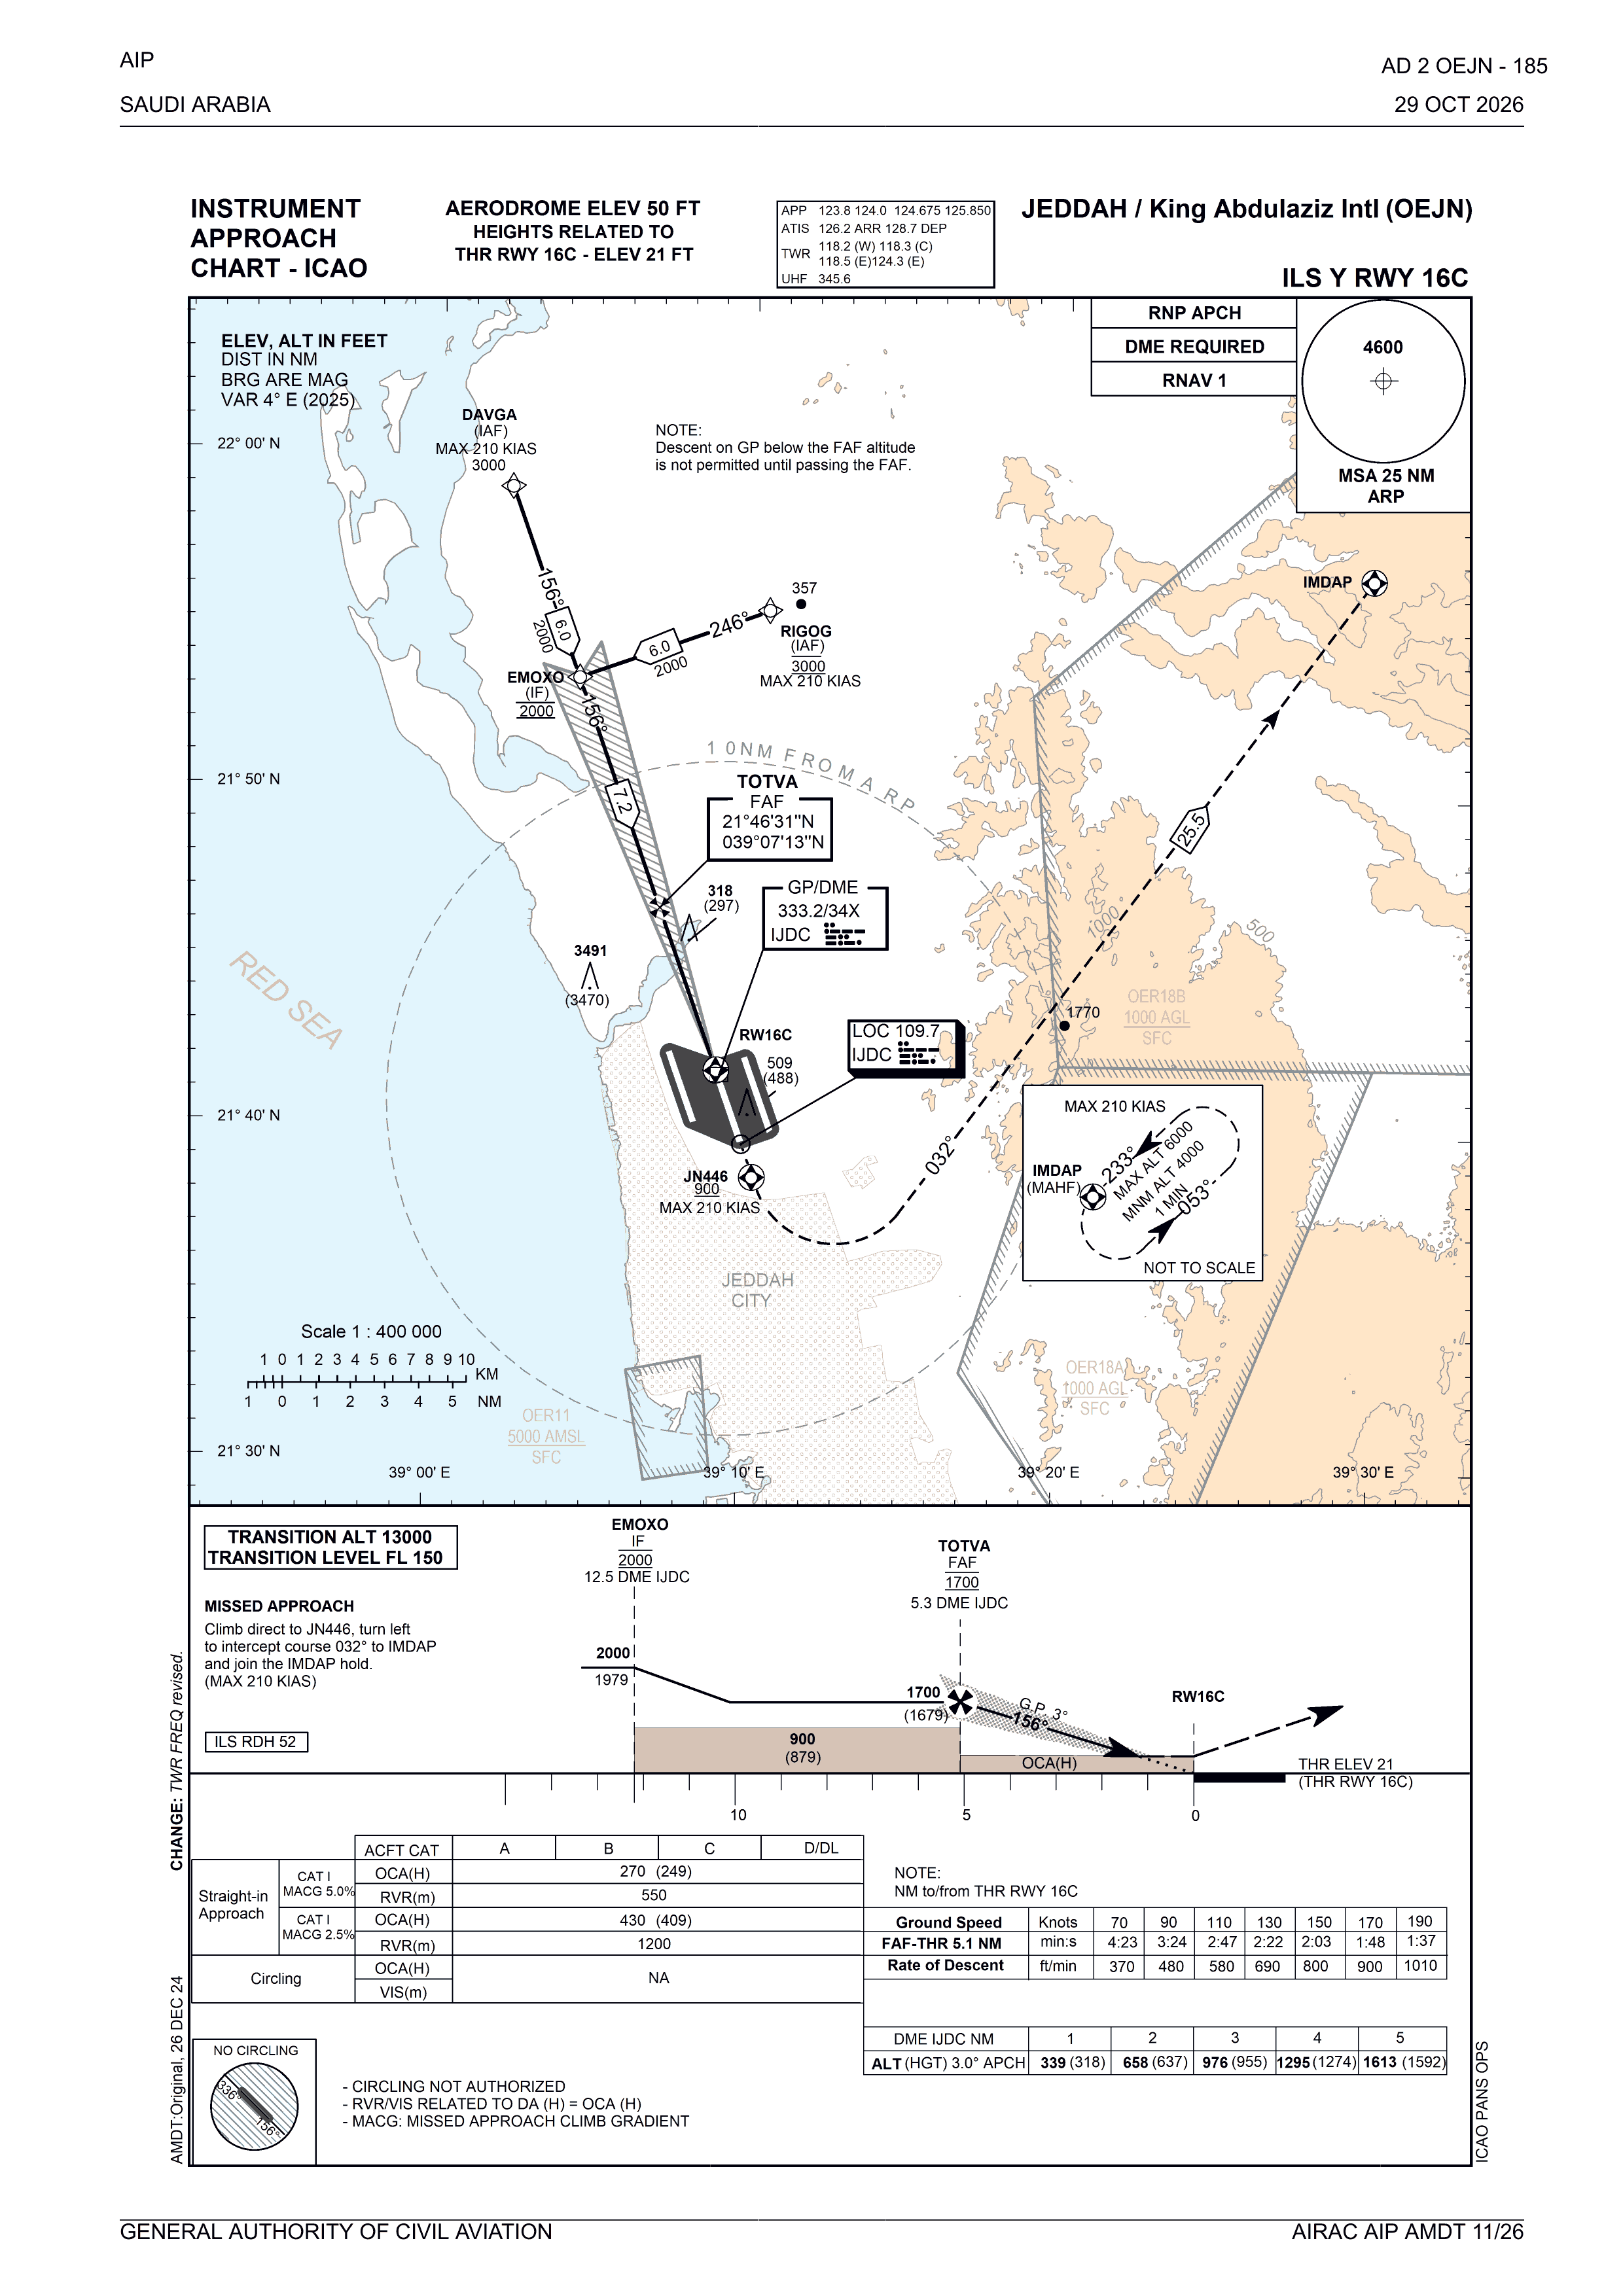 AIP
AD 2 OEJN - 185
SAUDI ARABIA
29 OCT 2026
INSTRUMENT
APPROACH
CHART - ICAO
AERODROME ELEV 50 FT
HEIGHTS RELATED TO
THR RWY 16C - ELEV 21 FT
APP 123.8 124.0 124.675 125.850
ATIS 126.2 ARR 128.7 DEP
TWR 118.2 (W) 118.3 (C)
118.5 (E)124.3 (E)
UHF 345.6
JEDDAH / King Abdulaziz Intl (OEJN)
ILS Y RWY 16C
ELEV, ALT IN FEET
DIST IN NM
BRG ARE MAG
VAR 4° E (2025)
RNP APCH
DME REQUIRED
RNAV 1
4600
MSA 25 NM
ARP
NOTE:
Descent on GP below the FAF altitude
is not permitted until passing the FAF.
DAVGA
(IAF)
MAX 210 KIAS
3000
22° 00' N
156°
6.0
2000
357
RIGOG
(IAF)
3000
MAX 210 KIAS
246°
6.0
2000
IMDAP
EMOXO
(IF)
2000
156°
7.2
10NM FROM ARP
21° 50' N
TOTVA
FAF
21°46'31"N
039°07'13"N
25.5
318
(297)
GP/DME
333.2/34X
IJDC
3491
(3470)
1000
500
RED SEA
OER18B
1000 AGL
SFC
1770
RW16C
509
(488)
LOC 109.7
IJDC
21° 40' N
032°
JN446
900
MAX 210 KIAS
MAX 210 KIAS
IMDAP
(MAHF)
233°
MAX ALT 6000
MNM ALT 4000
1 MIN
053°
NOT TO SCALE
JEDDAH
CITY
Scale 1 : 400 000
1 0 1 2 3 4 5 6 7 8 9 10
KM
1 0 1 2 3 4 5 NM
OER11
5000 AMSL
SFC
OER18A
1000 AGL
SFC
21° 30' N
39° 00' E
39° 10' E
39° 20' E
39° 30' E
TRANSITION ALT 13000
TRANSITION LEVEL FL 150
MISSED APPROACH
Climb direct to JN446, turn left
to intercept course 032° to IMDAP
and join the IMDAP hold.
(MAX 210 KIAS)
ILS RDH 52
EMOXO
IF
2000
12.5 DME IJDC
TOTVA
FAF
1700
5.3 DME IJDC
2000
1979
1700
(1679)
G.P. 3°
156°
RW16C
900
(879)
OCA(H)
THR ELEV 21
(THR RWY 16C)
10 5 0
CHANGE: TWR FREQ revised.
AMDT:Original, 26 DEC 24
ACFT CAT A B C D/DL
Straight-in
Approach
CAT I
MACG 5.0%
OCA(H) 270 (249)
RVR(m) 550
CAT I
MACG 2.5%
OCA(H) 430 (409)
RVR(m) 1200
Circling
OCA(H)
VIS(m)
NA
NOTE:
NM to/from THR RWY 16C
Ground Speed Knots 70 90 110 130 150 170 190
FAF-THR 5.1 NM min:s 4:23 3:24 2:47 2:22 2:03 1:48 1:37
Rate of Descent ft/min 370 480 580 690 800 900 1010
DME IJDC NM 1 2 3 4 5
ALT (HGT) 3.0° APCH 339 (318) 658 (637) 976 (955) 1295 (1274) 1613 (1592)
NO CIRCLING
336°
156°
- CIRCLING NOT AUTHORIZED
- RVR/VIS RELATED TO DA (H) = OCA (H)
- MACG: MISSED APPROACH CLIMB GRADIENT
ICAO PANS OPS
GENERAL AUTHORITY OF CIVIL AVIATION
AIRAC AIP AMDT 11/26